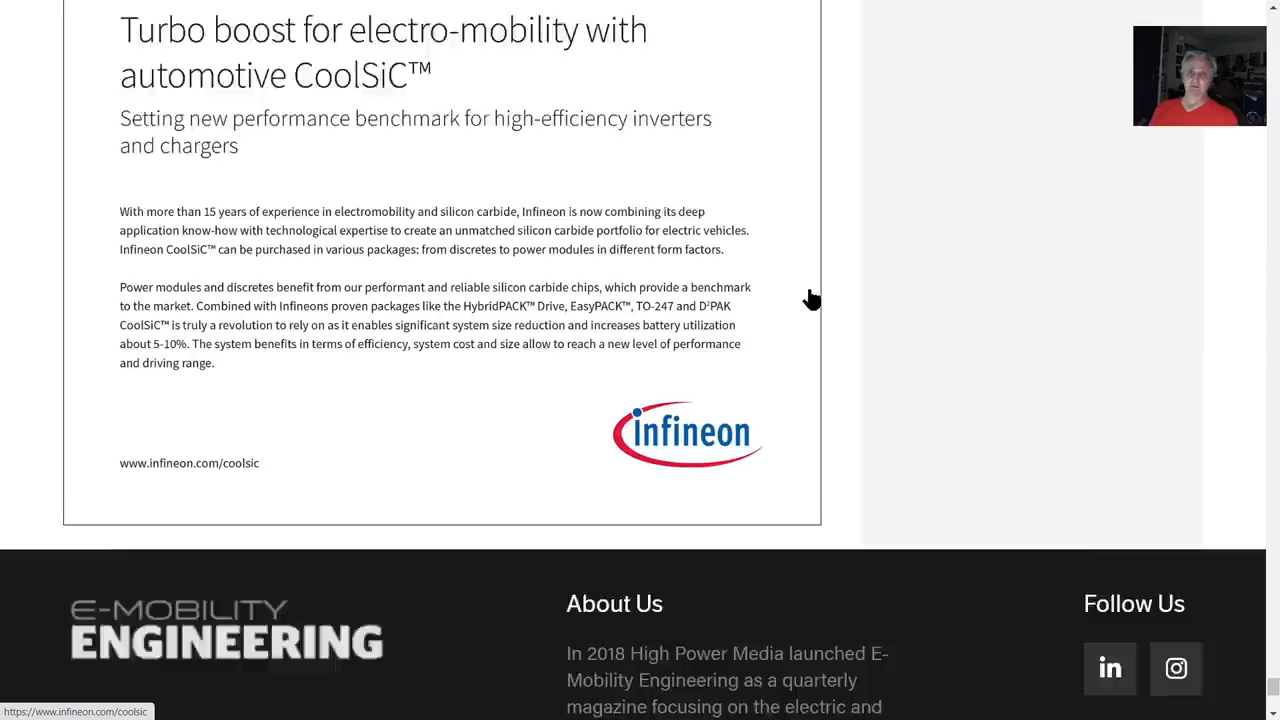 Turbo boost for electro-mobility with
automotive CoolSiC™
Setting new performance benchmark for high-efficiency inverters
and chargers
With more than 15 years of experience in electromobility and silicon carbide, Infineon is now combining its deep
application know-how with technological expertise to create an unmatched silicon carbide portfolio for electric vehicles.
Infineon CoolSiC™ can be purchased in various packages: from discretes to power modules in different form factors.
Power modules and discretes benefit from our performant and reliable silicon carbide chips, which provide a benchmark
to the market. Combined with Infineons proven packages like the HybridPACK™ Drive, EasyPACK™, TO-247 and D²PAK
CoolSiC™ is truly a revolution to rely on as it enables significant system size reduction and increases battery utilization
about 5-10%. The system benefits in terms of efficiency, system cost and size allow to reach a new level of performance
and driving range.
infineon
www.infineon.com/coolsic
E-MOBILITY
ENGINEERING
About Us
In 2018 High Power Media launched E-
Mobility Engineering as a quarterly
magazine focusing on the electric and
Follow Us
in
https://www.infineon.com/coolsic